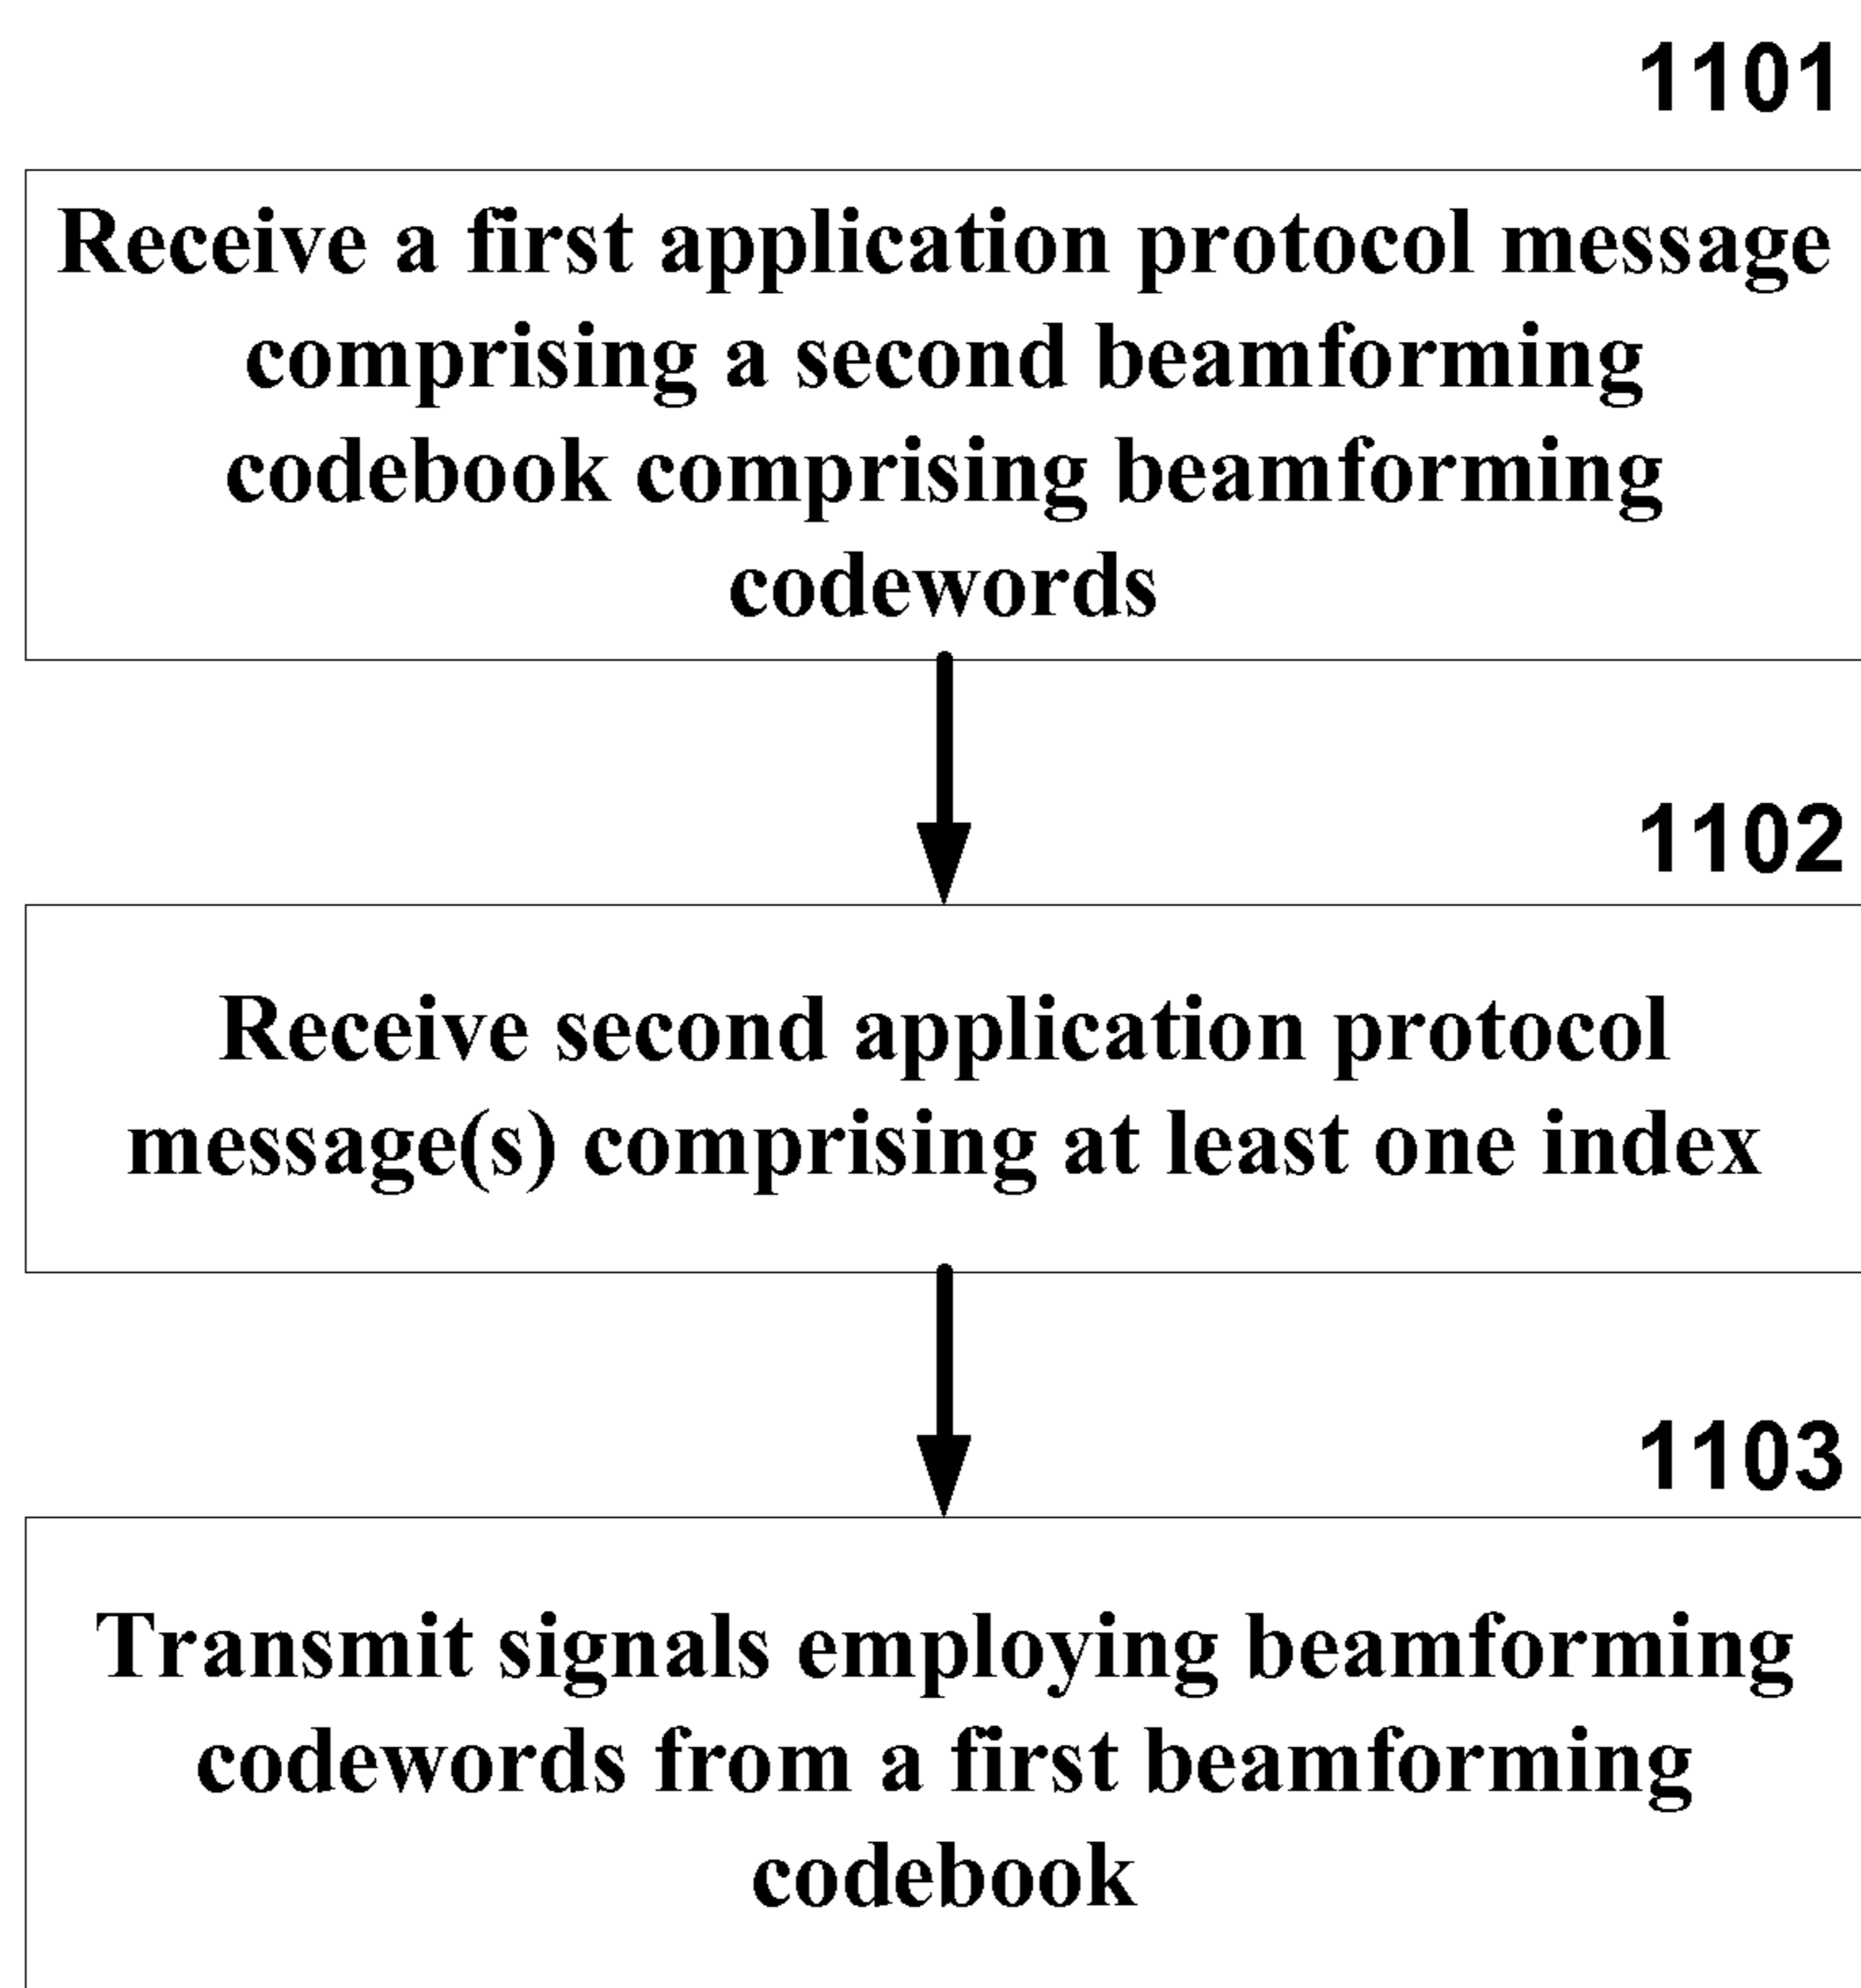 1101
Receive a first application protocol message
comprising a second beamforming
codebook comprising beamforming
codewords
1102
Receive second application protocol
message(s) comprising at least one index
1103
Transmit signals employing beamforming
codewords from a first beamforming
codebook